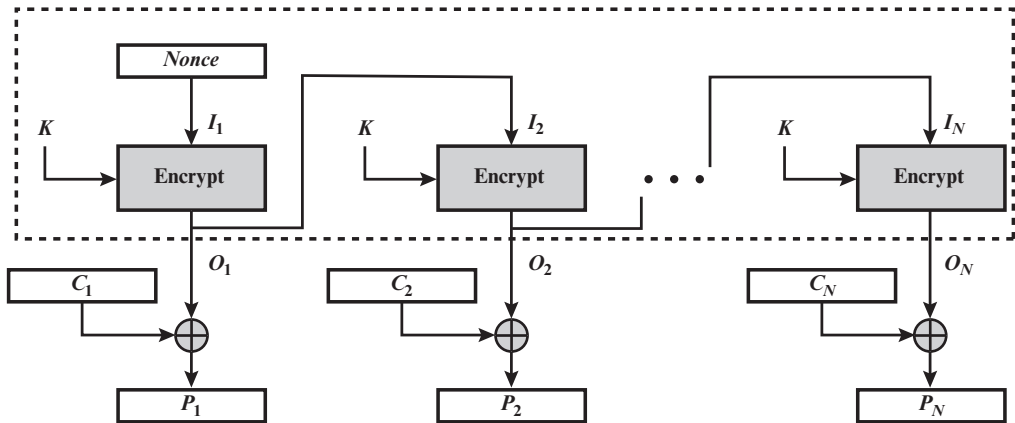 Nonce
K
I1
K
I2
K
IN
Encrypt
Encrypt
Encrypt
O1
O2
ON
C1
C2
CN
P1
P2
PN